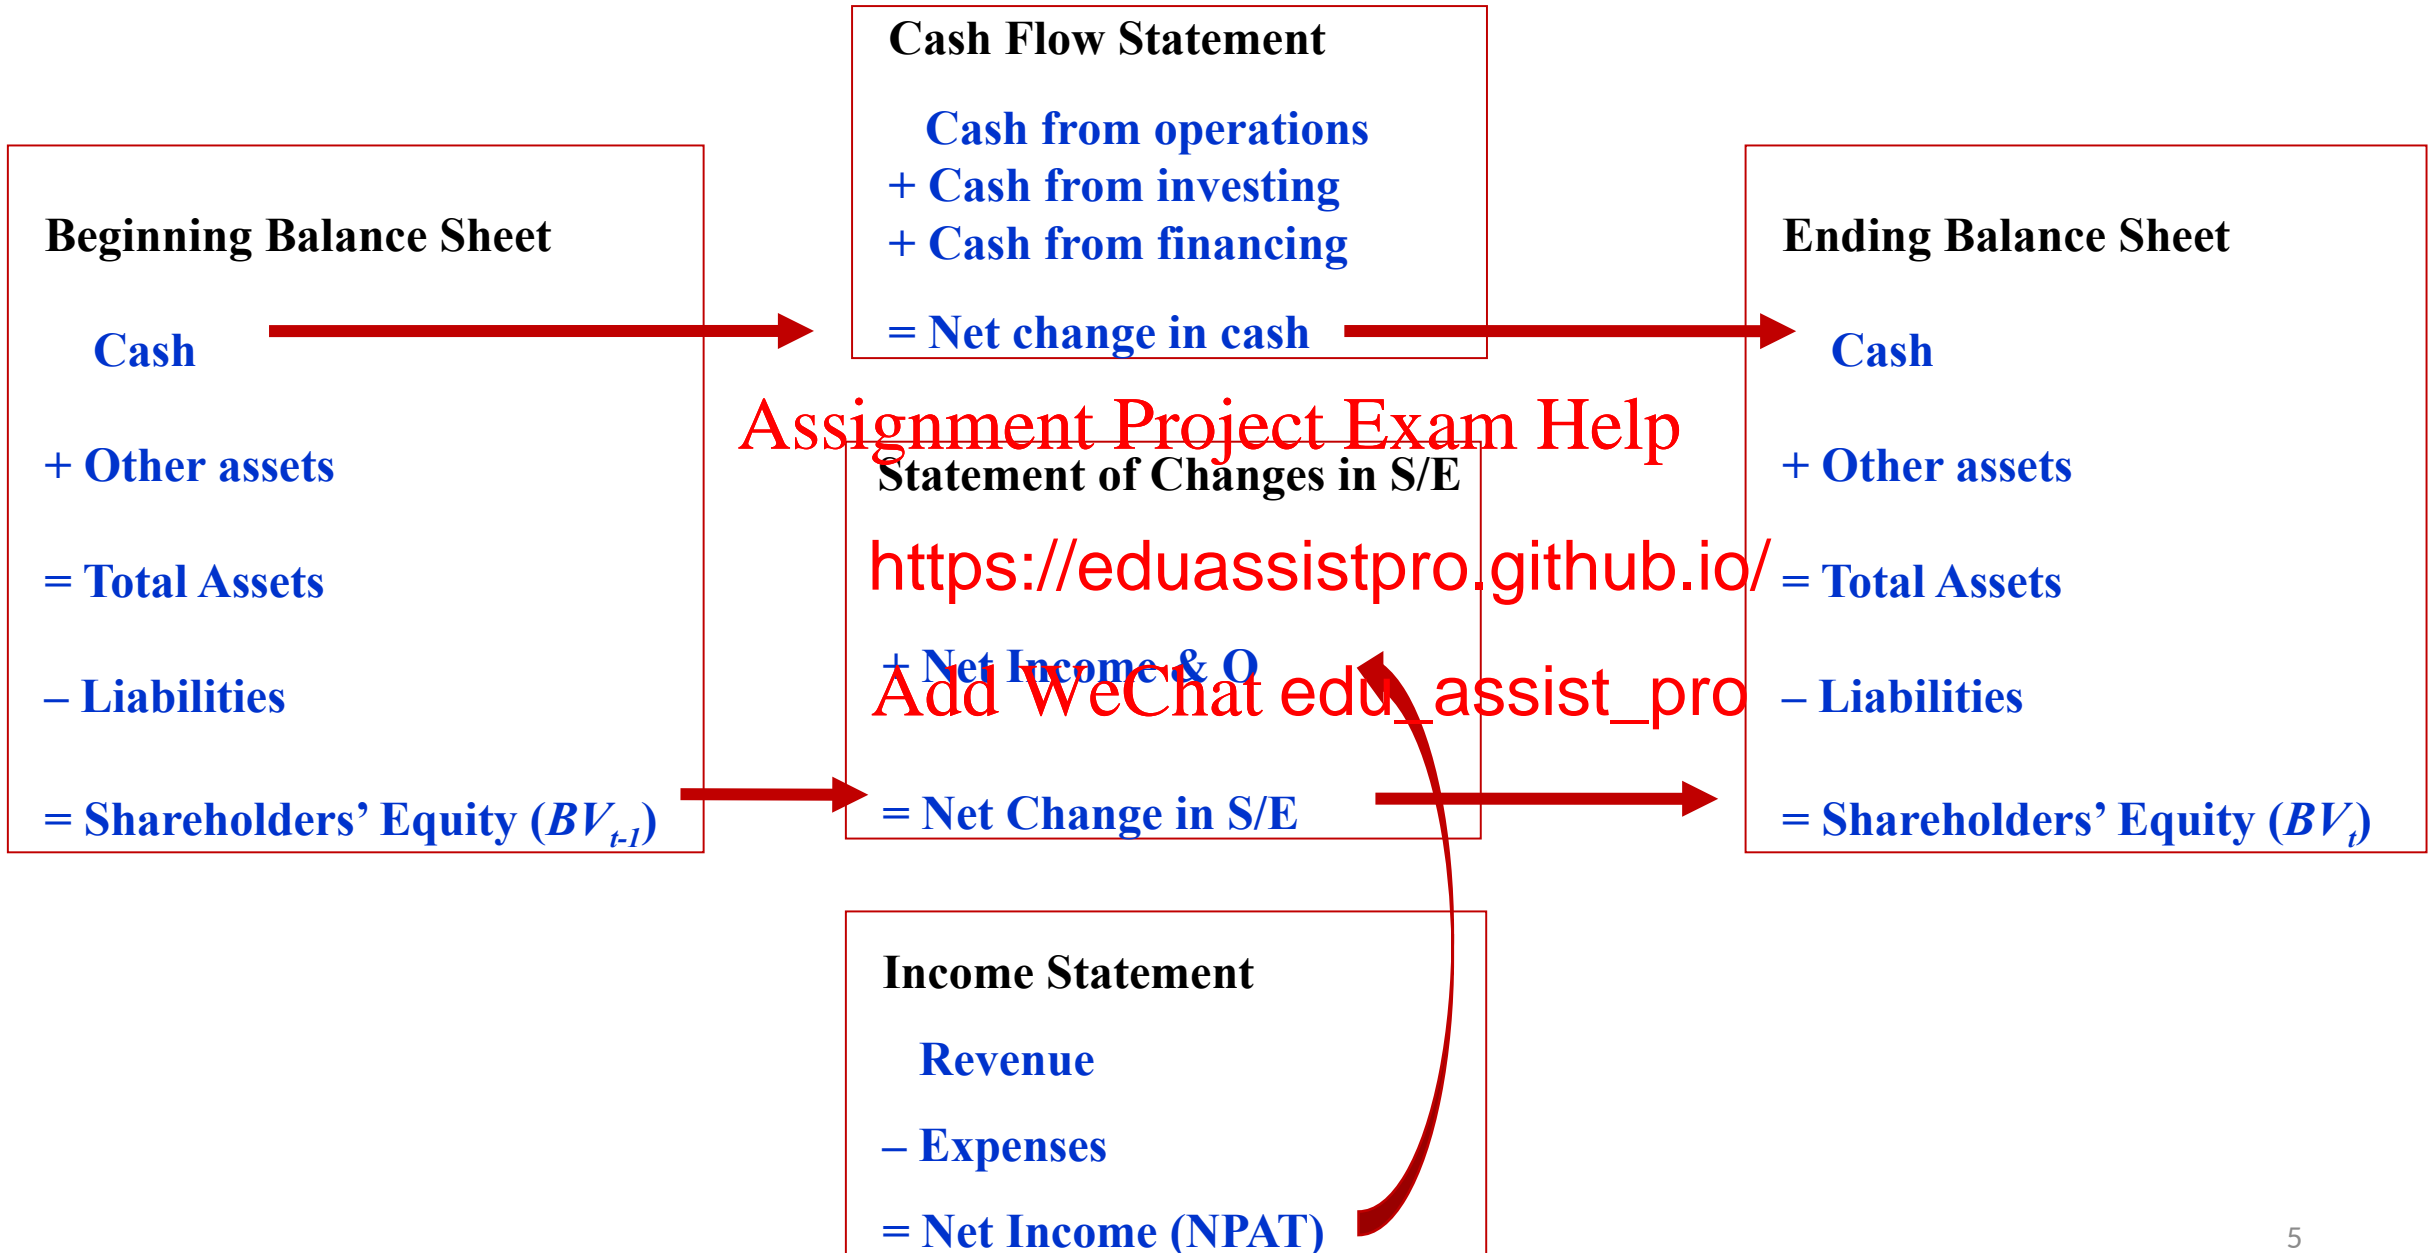 Cash Flow Statement
Cash from operations
+ Cash from investing
+ Cash from financing
= Net change in cash
Beginning Balance Sheet
Cash
+ Other assets
= Total Assets
– Liabilities
= Shareholders’ Equity (BVt-1)
Assignment Project Exam Help
Statement of Changes in S/E
https://eduassistpro.github.io/
+ Net Income & O
Add WeChat edu_assist_pro
= Net Change in S/E
Ending Balance Sheet
Cash
+ Other assets
= Total Assets
– Liabilities
= Shareholders’ Equity (BVt)
Income Statement
Revenue
– Expenses
= Net Income (NPAT)
5